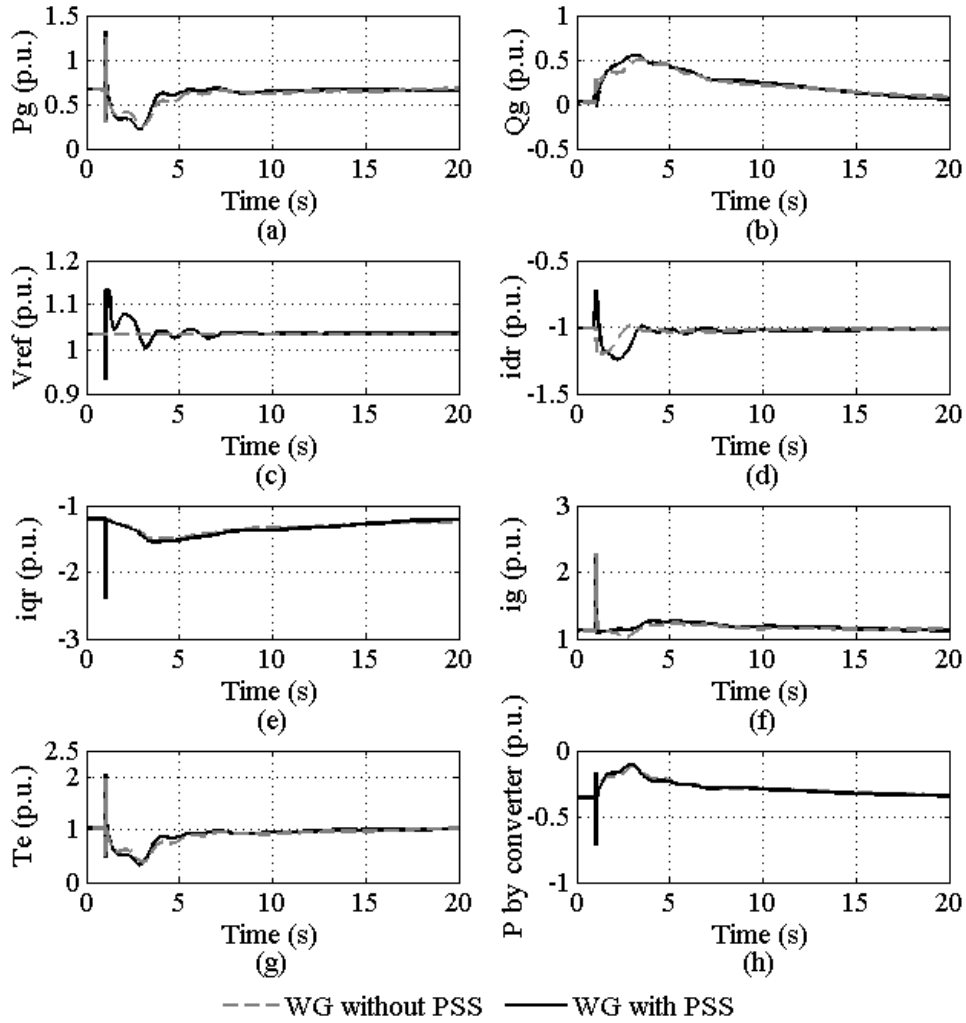 1.5
1
0.5
0
Pg (p.u.)
0 5 10 15 20
Time (s)
(a)
1
0.5
0
-0.5
Qg (p.u.)
0 5 10 15 20
Time (s)
(b)
1.2
1.1
1
0.9
Vref (p.u.)
0 5 10 15 20
Time (s)
(c)
-0.5
-1
-1.5
idr (p.u.)
0 5 10 15 20
Time (s)
(d)
-1
-2
-3
iqr (p.u.)
0 5 10 15 20
Time (s)
(e)
3
2
1
ig (p.u.)
0 5 10 15 20
Time (s)
(f)
2.5
2
1
0
Te (p.u.)
0 5 10 15 20
Time (s)
(g)
0
-0.5
-1
P by converter (p.u.)
0 5 10 15 20
Time (s)
(h)
WG without PSS WG with PSS